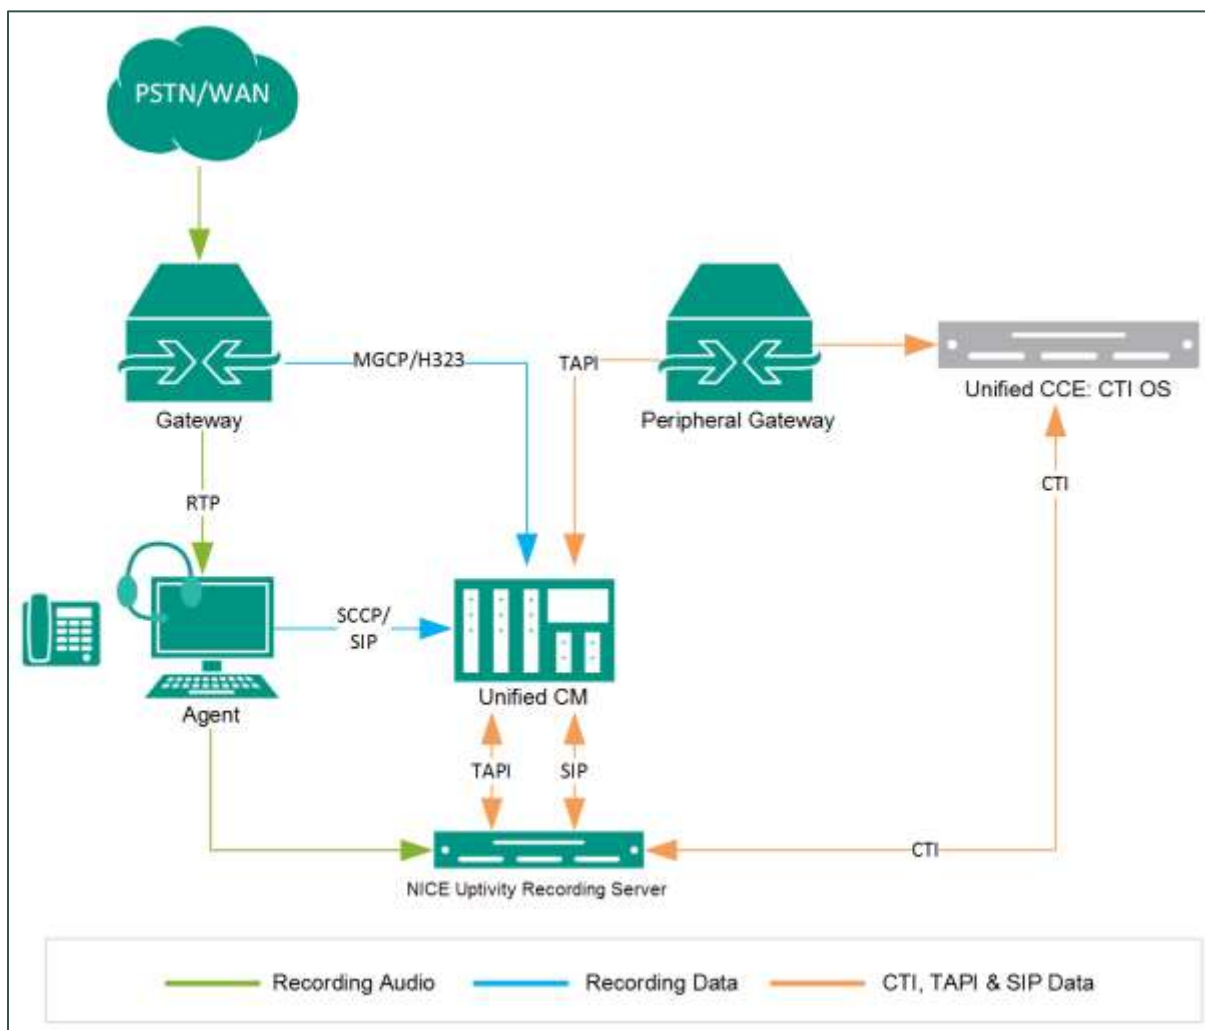 PSTN/WAN
MGCP/H323
TAPI
Unified CCE: CTI OS
Gateway
Peripheral Gateway
CTI
RTP
SCCP/
SIP
Unified CM
Agent
TAPI
SIP
CTI
NICE Uptivity Recording Server
Recording Audio
Recording Data
CTI, TAPI & SIP Data